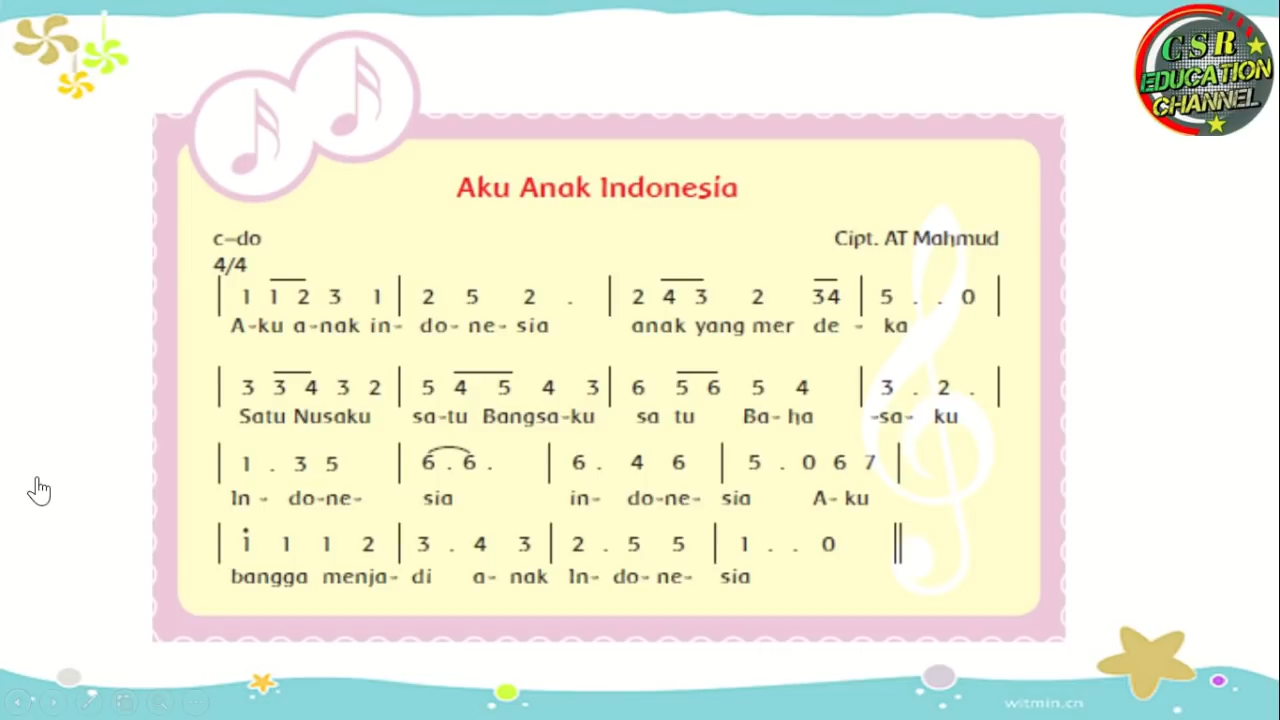 CSR
EDUCATION
CHANNEL
Aku Anak Indonesia
c-do
Cipt. AT Mahmud
4/4
| 1 1 2 3 1 | 2 5 2 . | 2 4 3 2 34 | 5 . . 0 |
A-ku a-nak in- do- ne- sia anak yang mer de - ka
| 3 3 4 3 2 | 5 4 5 4 3 | 6 5 6 5 4 | 3 . 2 . |
Satu Nusaku sa-tu Bangsa-ku sa tu Ba- ha -sa- ku
| 1 . 3 5 | 6 . 6 . | 6 . 4 6 | 5 . 0 6 7 |
In - do-ne- sia in- do-ne- sia A- ku
| i 1 1 2 | 3 . 4 3 | 2 . 5 5 | 1 . . 0 ||
bangga menja- di a- nak In- do- ne- sia
witmin.cn